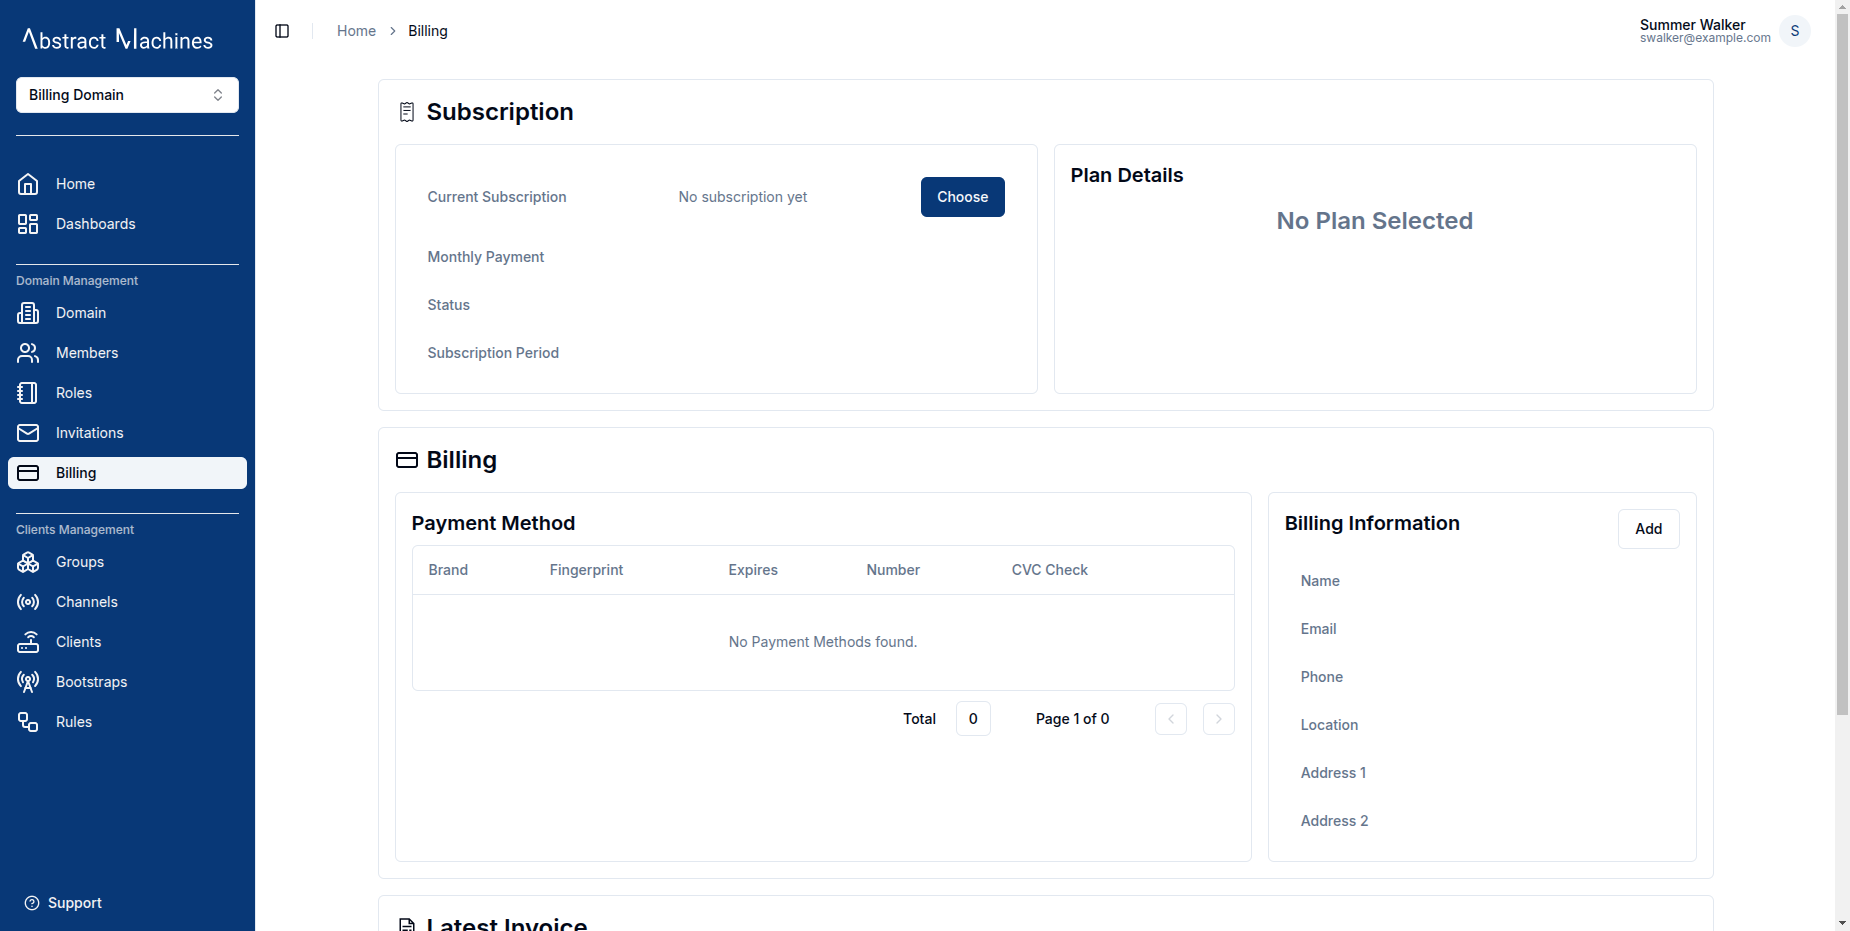 Abstract Machines
Billing Domain
Home
Dashboards
Domain Management
Domain
Members
Roles
Invitations
Billing
Clients Management
Groups
Channels
Clients
Bootstraps
Rules
Support
Home > Billing
Summer Walker
swalker@example.com
S
Subscription
Current Subscription No subscription yet Choose
Monthly Payment
Status
Subscription Period
Plan Details
No Plan Selected
Billing
Payment Method
Brand Fingerprint Expires Number CVC Check
No Payment Methods found.
Total 0 Page 1 of 0
Billing Information
Add
Name
Email
Phone
Location
Address 1
Address 2
Latest Invoice